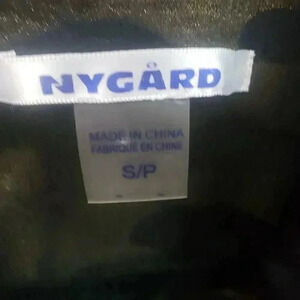 NYGÅRD
MADE IN CHINA
FABRIQUÉ EN CHINE
S/P